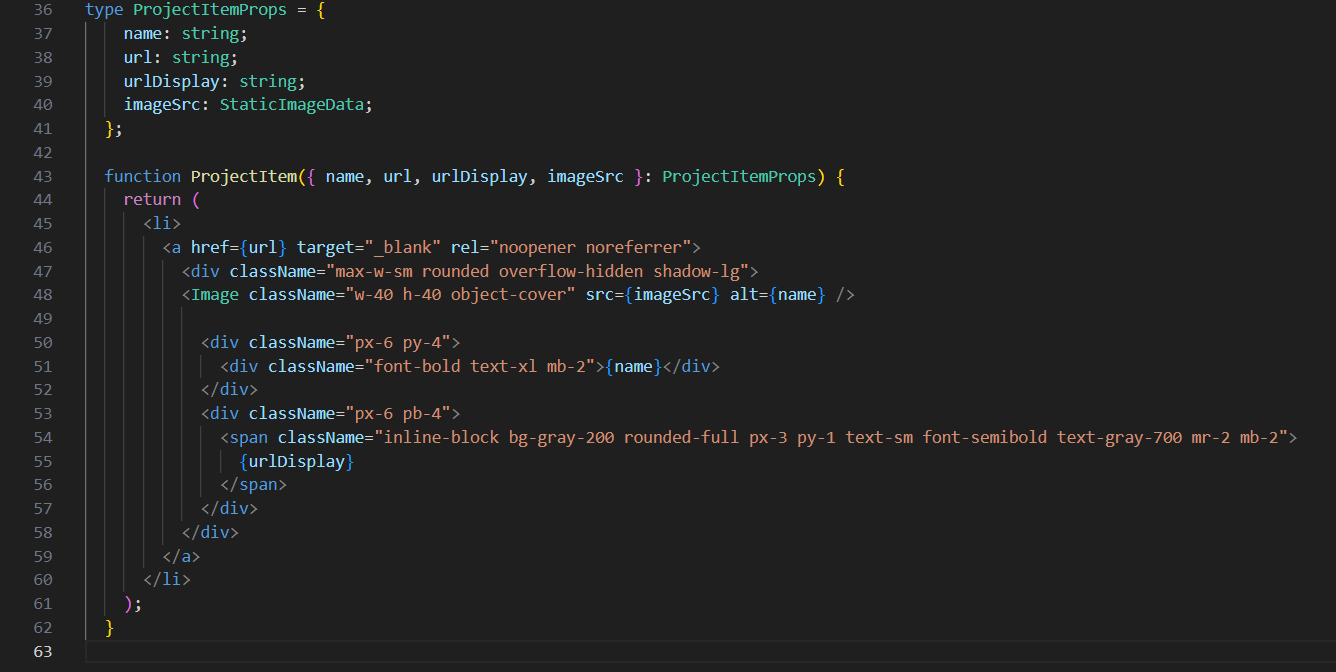 36 type ProjectItemProps = {
37 name: string;
38 url: string;
39 urlDisplay: string;
40 imageSrc: StaticImageData;
41 };
42
43 function ProjectItem({ name, url, urlDisplay, imageSrc }: ProjectItemProps) {
44 return (
45 <li>
46 <a href={url} target="_blank" rel="noopener noreferrer">
47 <div className="max-w-sm rounded overflow-hidden shadow-lg">
48 <Image className="w-40 h-40 object-cover" src={imageSrc} alt={name} />
49
50 <div className="px-6 py-4">
51 <div className="font-bold text-xl mb-2">{name}</div>
52 </div>
53 <div className="px-6 pb-4">
54 <span className="inline-block bg-gray-200 rounded-full px-3 py-1 text-sm font-semibold text-gray-700 mr-2 mb-2">
55 {urlDisplay}
56 </span>
57 </div>
58 </div>
59 </a>
60 </li>
61 );
62 }
63